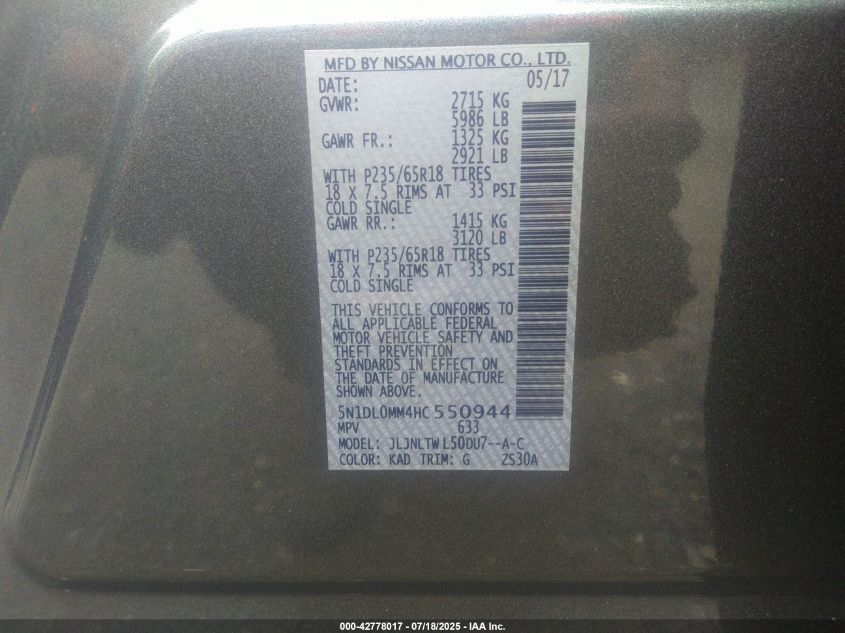 MFD BY NISSAN MOTOR CO., LTD.
DATE: 05/17
GVWR: 2715 KG
5986 LB
GAWR FR.: 1325 KG
2921 LB
WITH P235/65R18 TIRES
18 X 7.5 RIMS AT 33 PSI
COLD SINGLE
GAWR RR.: 1415 KG
3120 LB
WITH P235/65R18 TIRES
18 X 7.5 RIMS AT 33 PSI
COLD SINGLE
THIS VEHICLE CONFORMS TO
ALL APPLICABLE FEDERAL
MOTOR VEHICLE SAFETY AND
THEFT PREVENTION
STANDARDS IN EFFECT ON
THE DATE OF MANUFACTURE
SHOWN ABOVE.
5N1DL0MM4HC 550944
MPV 633
MODEL: JLJNLTW L50DU7--A-C
COLOR: KAD TRIM: G ZS30A
000-42778017 - 07/18/2025 - IAA Inc.